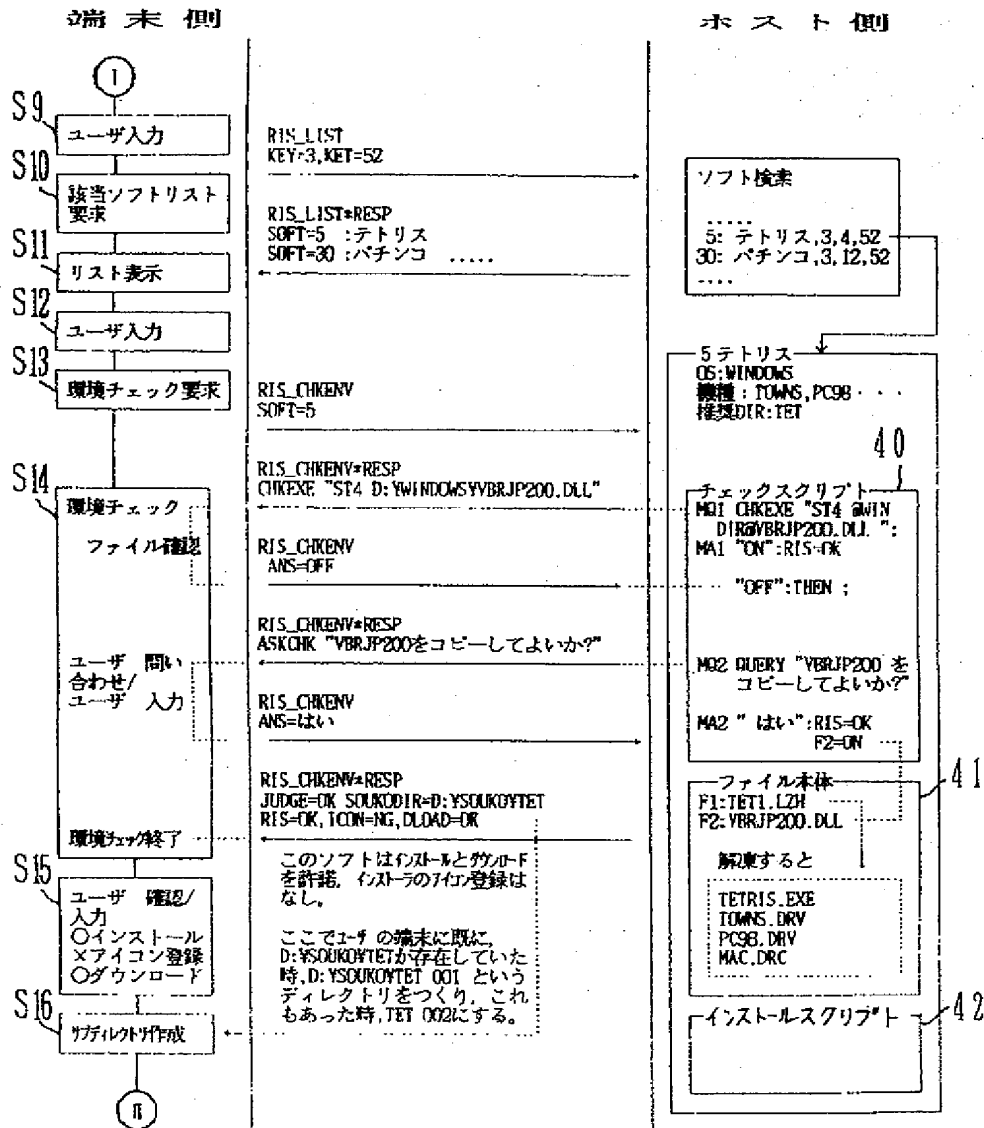 端末側
ホスト側
I
S9
ユーザ入力
S10
該当ソフトリスト
要求
S11
リスト表示
S12
ユーザ入力
S13
環境チェック要求
S14
環境チェック
ファイル確認
ユーザ 問い
合わせ/
ユーザ 入力
環境チェック終了
S15
ユーザ 確認/
入力
○インストール
×アイコン登録
○ダウンロード
S16
サブディレクトリ作成
II
RIS_LIST
KEY=3,KET=52
RIS_LIST*RESP
SOFT=5 :テトリス
SOFT=30 :パチンコ .....
RIS_CHKENV
SOFT=5
RIS_CHKENV*RESP
CHKEXE "ST4 D:¥WINDOWS¥VBRJP200.DLL"
RIS_CHKENV
ANS=OFF
RIS_CHKENV*RESP
ASKCHK "VBRJP200をコピーしてよいか?"
RIS_CHKENV
ANS=はい
RIS_CHKENV*RESP
JUDGE=OK SOUKODIR=D:¥SOUKO¥TET
RIS=OK,ICON=NG,DLOAD=OK
このソフトはインストールとダウンロード
を許諾, インストーラのアイコン登録は
なし。
ここでユーザの端末に既に,
D:¥SOUKO¥TETが存在していた
時,D:¥SOUKO¥TET 001 という
ディレクトリをつくり, これ
もあった時,TET 002にする。
ソフト検索
.....
5: テトリス,3,4,52
30: パチンコ,3,12,52
....
5テトリス
OS:WINDOWS
機種:TOWNS,PC98・・・
推奨DIR:TET
40
チェックスクリプト
MQ1 CHKEXE "ST4 @WIN
DIR@VBRJP200.DLL ":
MA1 "ON":RIS=OK
"OFF":THEN ;
MQ2 QUERY "VBRJP200 を
コピーしてよいか?"
MA2 " はい":RIS=OK
F2=ON
41
ファイル本体
F1:TET1.LZH
F2:VBRJP200.DLL
解凍すると
TETRIS.EXE
TOWNS.DRV
PC98.DRV
MAC.DRC
インストールスクリプト
42